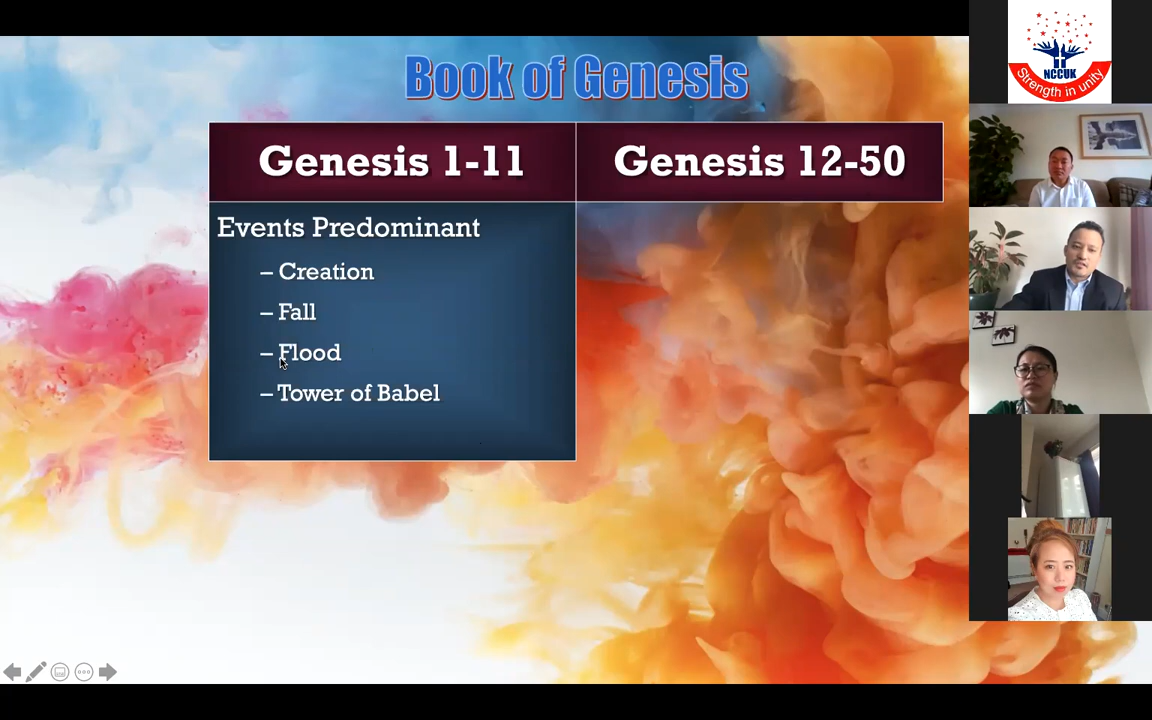 Book of Genesis
Genesis 1-11
Genesis 12-50
Events Predominant
– Creation
– Fall
– Flood
– Tower of Babel
NCCUK
Strength in unity